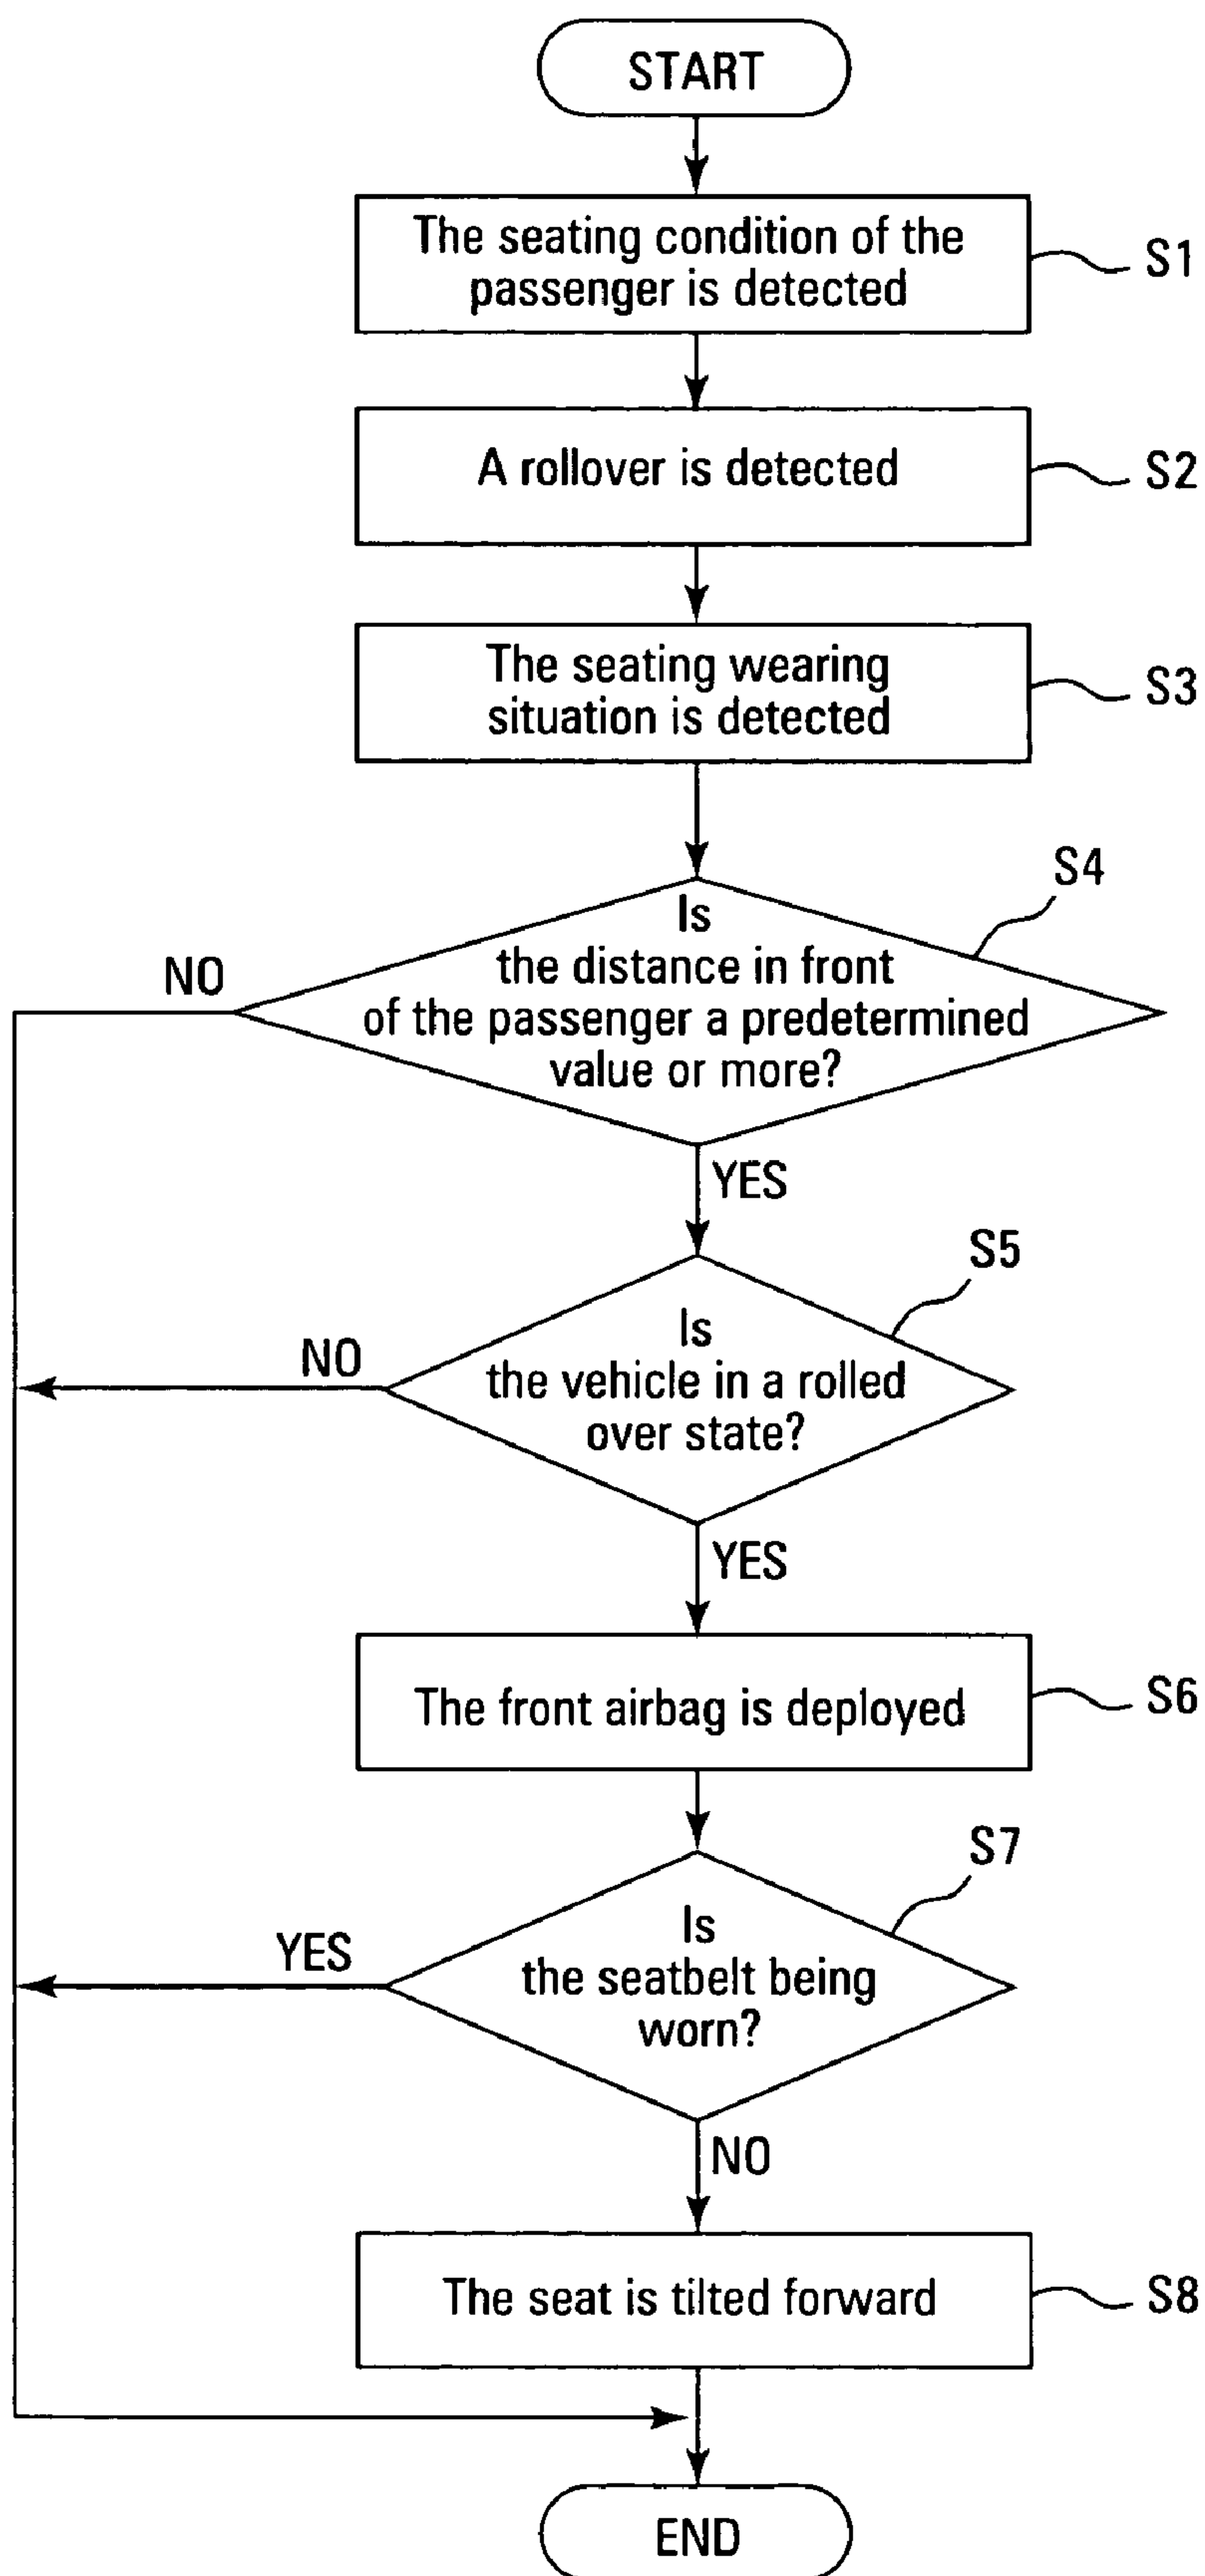 START
The seating condition of the
passenger is detected
S1
A rollover is detected
S2
The seating wearing
situation is detected
S3
S4
Is
the distance in front
of the passenger a predetermined
value or more?
NO
YES
S5
Is
the vehicle in a rolled
over state?
NO
YES
The front airbag is deployed
S6
S7
Is
the seatbelt being
worn?
YES
NO
The seat is tilted forward
S8
END